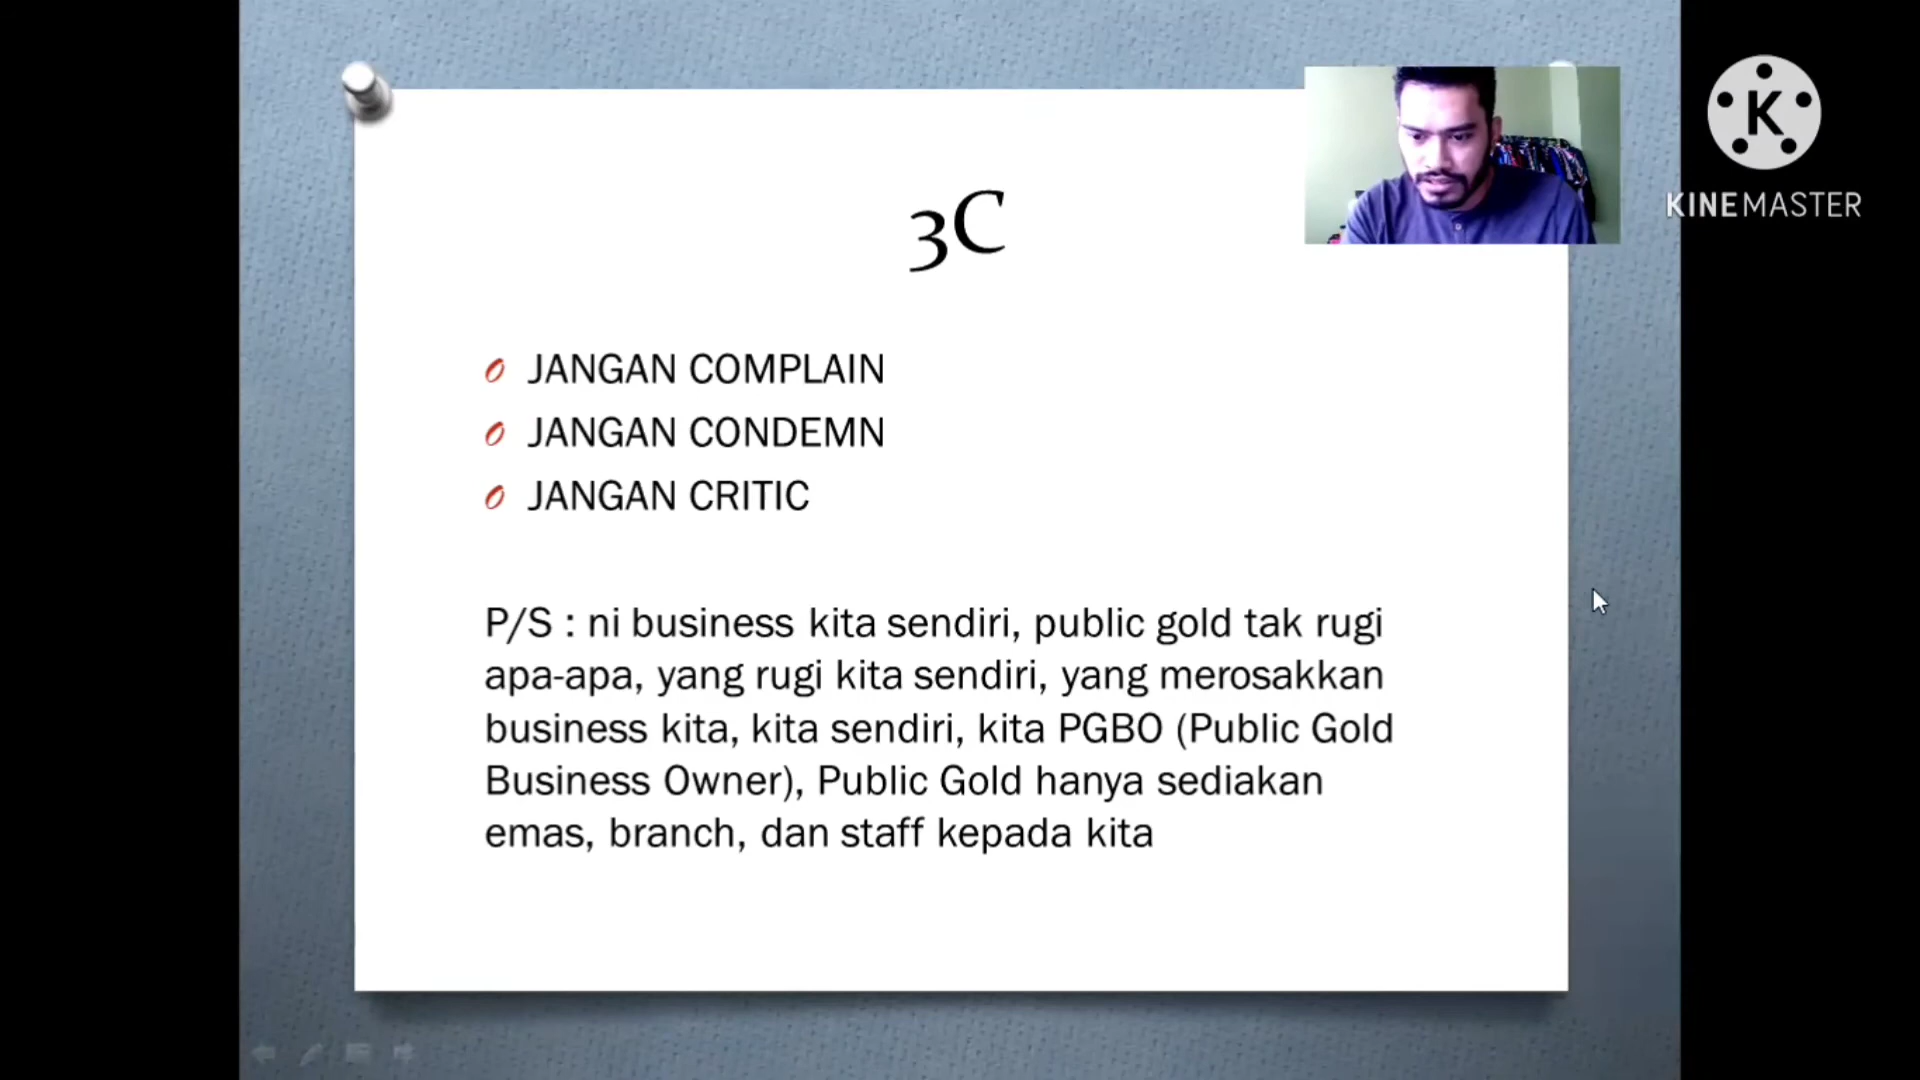 3C
JANGAN COMPLAIN
JANGAN CONDEMN
JANGAN CRITIC
P/S : ni business kita sendiri, public gold tak rugi
apa-apa, yang rugi kita sendiri, yang merosakkan
business kita, kita sendiri, kita PGBO (Public Gold
Business Owner), Public Gold hanya sediakan
emas, branch, dan staff kepada kita
K
KINEMASTER